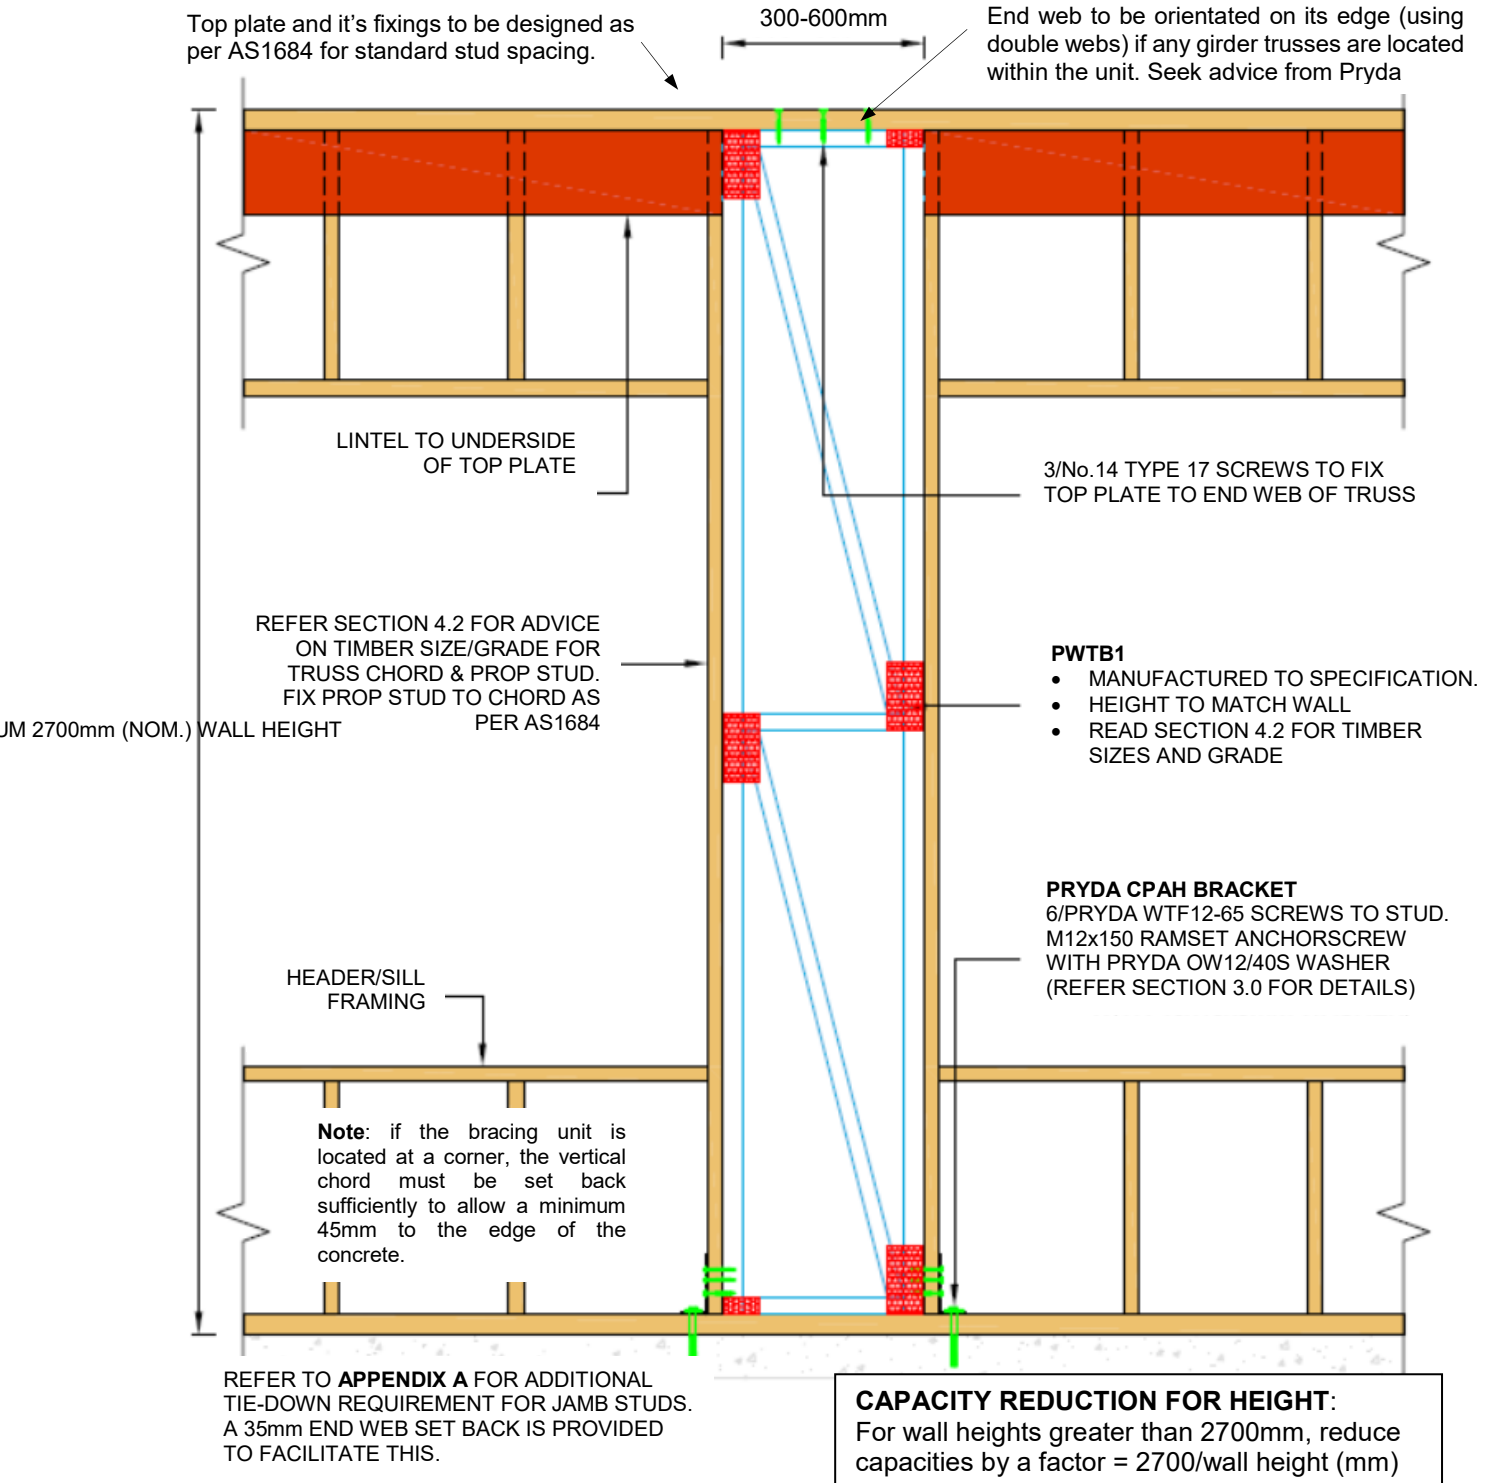 Top plate and it's fixings to be designed as
per AS1684 for standard stud spacing.
300-600mm
End web to be orientated on its edge (using
double webs) if any girder trusses are located
within the unit. Seek advice from Pryda
LINTEL TO UNDERSIDE
OF TOP PLATE
3/No.14 TYPE 17 SCREWS TO FIX
TOP PLATE TO END WEB OF TRUSS
REFER SECTION 4.2 FOR ADVICE
ON TIMBER SIZE/GRADE FOR
TRUSS CHORD & PROP STUD.
FIX PROP STUD TO CHORD AS
PER AS1684
UM 2700mm (NOM.) WALL HEIGHT
PWTB1
• MANUFACTURED TO SPECIFICATION.
• HEIGHT TO MATCH WALL
• READ SECTION 4.2 FOR TIMBER
SIZES AND GRADE
PRYDA CPAH BRACKET
6/PRYDA WTF12-65 SCREWS TO STUD.
M12x150 RAMSET ANCHORSCREW
WITH PRYDA OW12/40S WASHER
(REFER SECTION 3.0 FOR DETAILS)
HEADER/SILL
FRAMING
Note: if the bracing unit is
located at a corner, the vertical
chord must be set back
sufficiently to allow a minimum
45mm to the edge of the
concrete.
REFER TO APPENDIX A FOR ADDITIONAL
TIE-DOWN REQUIREMENT FOR JAMB STUDS.
A 35mm END WEB SET BACK IS PROVIDED
TO FACILITATE THIS.
CAPACITY REDUCTION FOR HEIGHT:
For wall heights greater than 2700mm, reduce
capacities by a factor = 2700/wall height (mm)